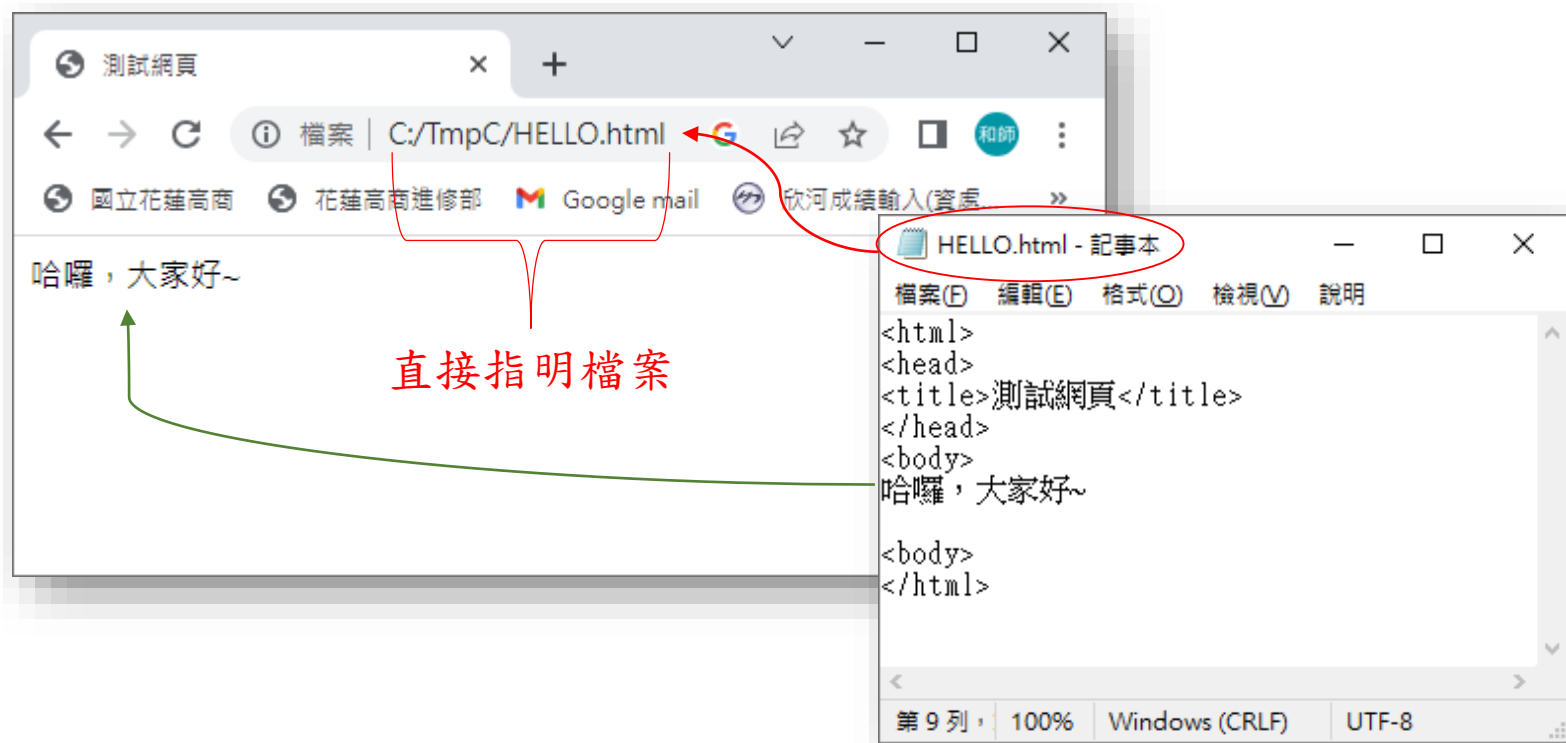 測試網頁
檔案 C:/TmpC/HELLO.html
和師
國立花蓮高商 花蓮高商進修部 Google mail 欣河成績輸入(資處...
哈囉，大家好~
直接指明檔案
HELLO.html - 記事本
檔案(F) 編輯(E) 格式(O) 檢視(V) 說明
<html>
<head>
<title>測試網頁</title>
</head>
<body>
哈囉，大家好~
<body>
</html>
第 9 列， 100% Windows (CRLF) UTF-8